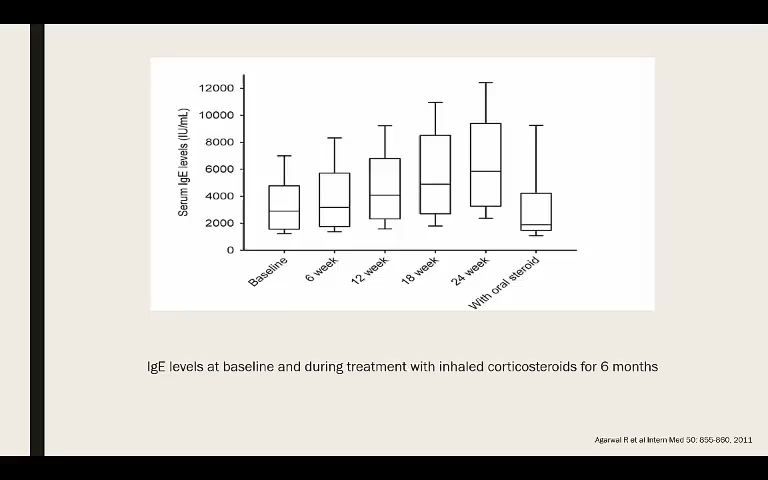 12000
10000
8000
6000
4000
2000
0
Serum IgE levels (IU/mL)
Baseline
6 week
12 week
18 week
24 week
With oral steroid
IgE levels at baseline and during treatment with inhaled corticosteroids for 6 months
Agarwal R et al Intern Med 50: 855-860, 2011